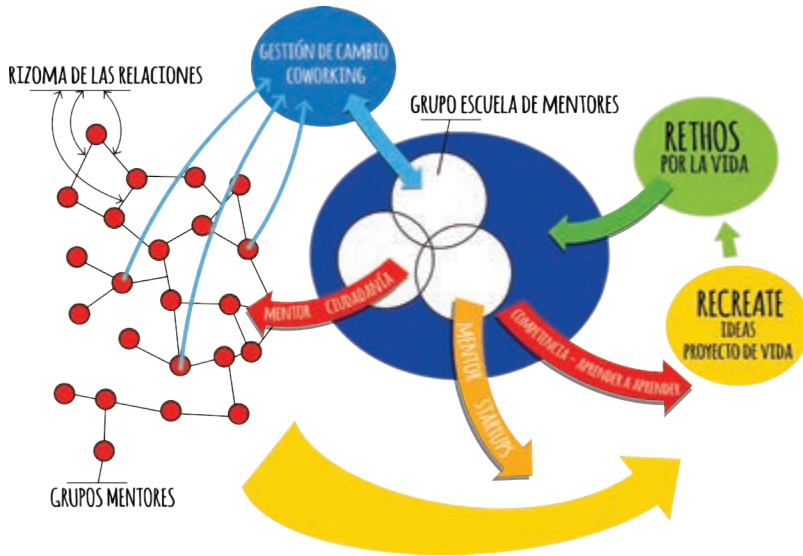 GESTIÓN DE CAMBIO
COWORKING
RIZOMA DE LAS RELACIONES
GRUPO ESCUELA DE MENTORES
RETHOS
POR LA VIDA
RECREATE
IDEAS
PROYECTO DE VIDA
MENTOR CIUDADANÍA
MENTOR STARTUPS
COMPETENCIA - APRENDER A APRENDER
GRUPOS MENTORES